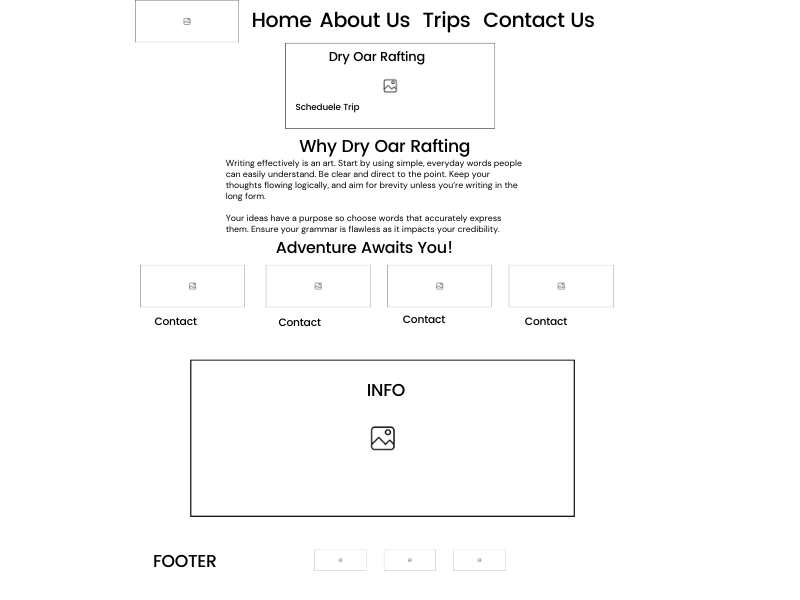 Home About Us Trips Contact Us
Dry Oar Rafting
Scheduele Trip
Why Dry Oar Rafting
Writing effectively is an art. Start by using simple, everyday words people
can easily understand. Be clear and direct to the point. Keep your
thoughts flowing logically, and aim for brevity unless you're writing in the
long form.
Your ideas have a purpose so choose words that accurately express
them. Ensure your grammar is flawless as it impacts your credibility.
Adventure Awaits You!
Contact Contact Contact Contact
INFO
FOOTER